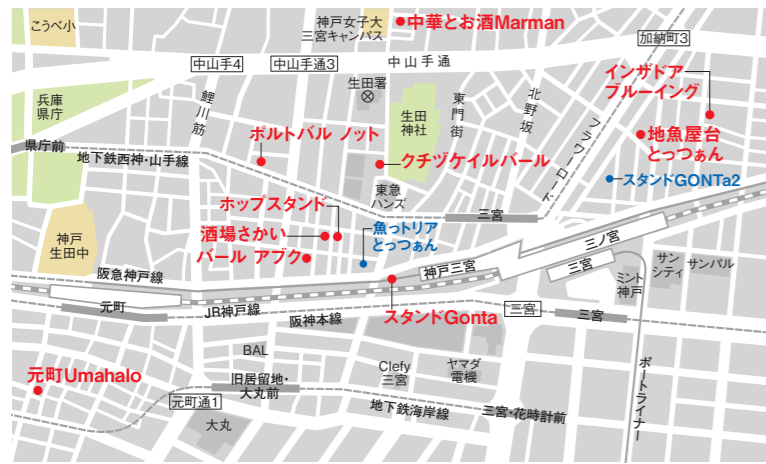 こうべ小
神戸女子大
三宮キャンパス
中華とお酒Marman
加納町3
中山手4
中山手通3
中山手通
インザドア
ブルーイング
兵庫
県庁
鯉川筋
生田署
生田
神社
東門街
北野坂
フラワーロード
地魚屋台
とっつぁん
県庁前
地下鉄西神・山手線
ポルトバル ノット
クチヅケイルバール
スタンドGONTa2
東急
ハンズ
ホップスタンド
三宮
酒場さかい
魚っトリア
とっつぁん
バール アブク
神戸
生田中
三ノ宮
神戸三宮
三宮
サン
シティ
サンパル
ミント
神戸
阪急神戸線
元町
JR神戸線
阪神本線
スタンドGonta
三宮
三宮
BAL
Clefy
三宮
ヤマダ
電機
ポートライナー
元町Umahalo
旧居留地・
大丸前
元町通1
大丸
地下鉄海岸線
三宮・花時計前